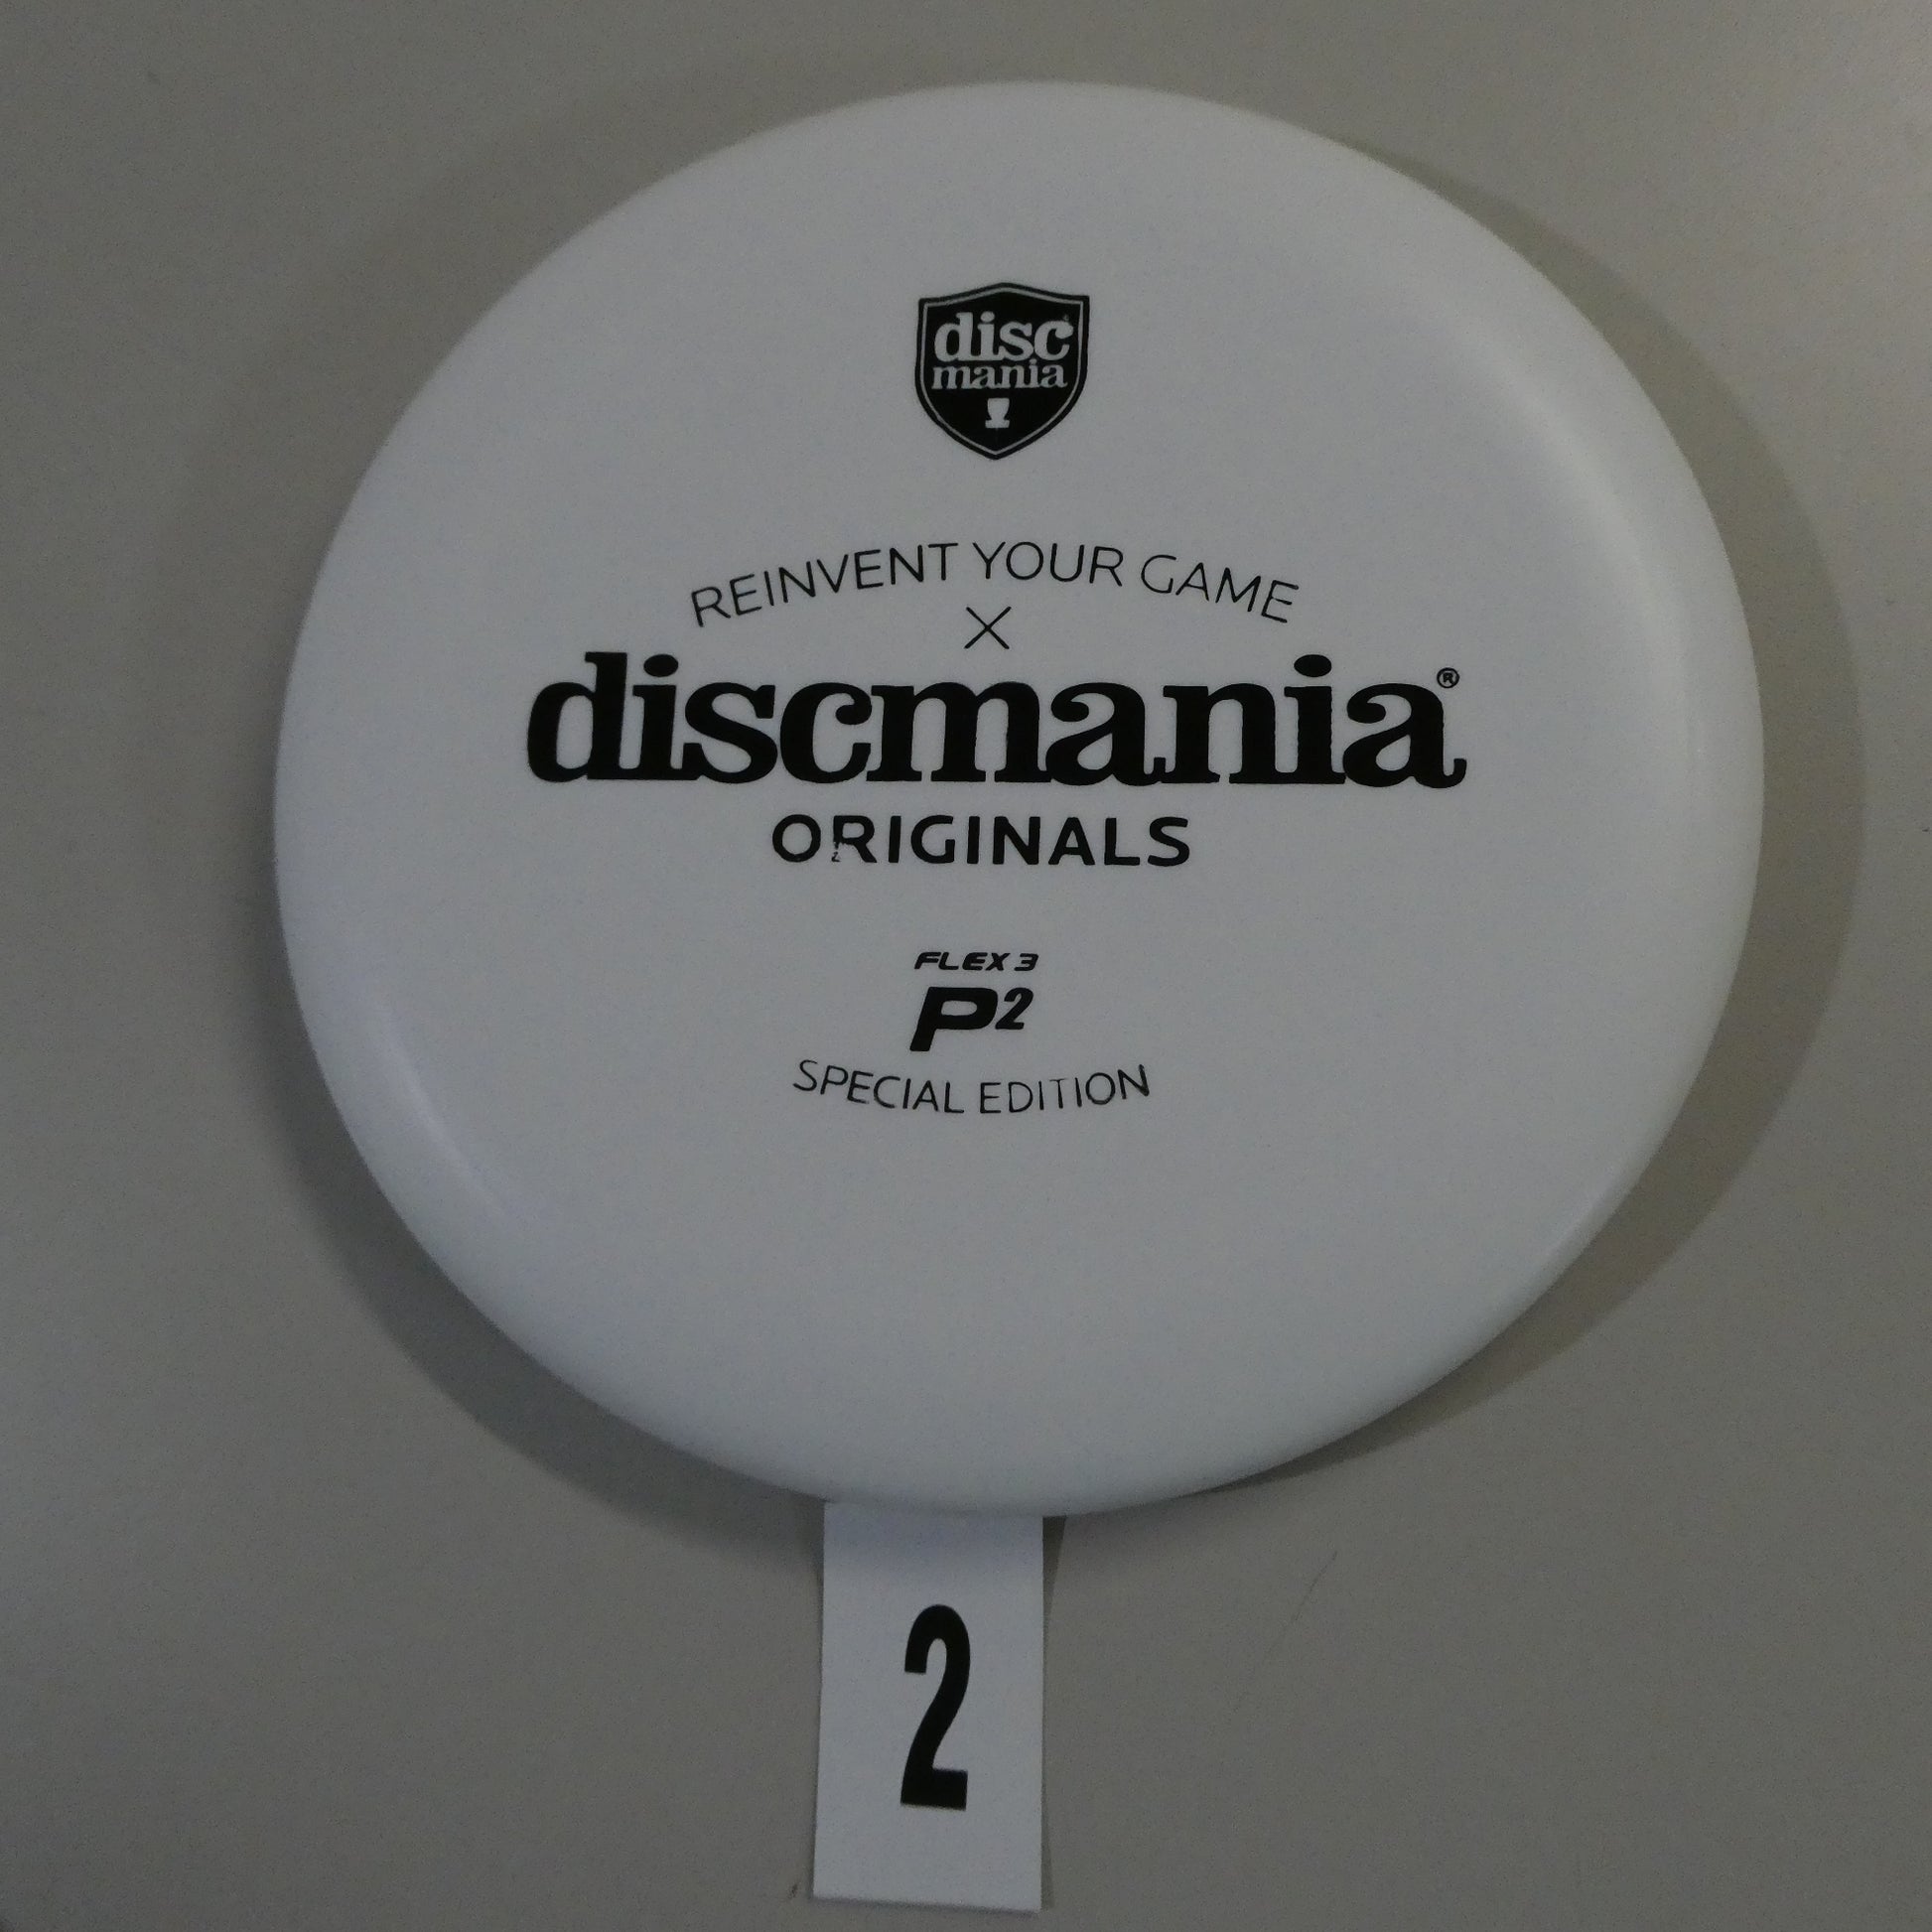 disc
mania
REINVENT YOUR GAME
X
discmania®
ORIGINALS
FLEX 3
P2
SPECIAL EDITION
2